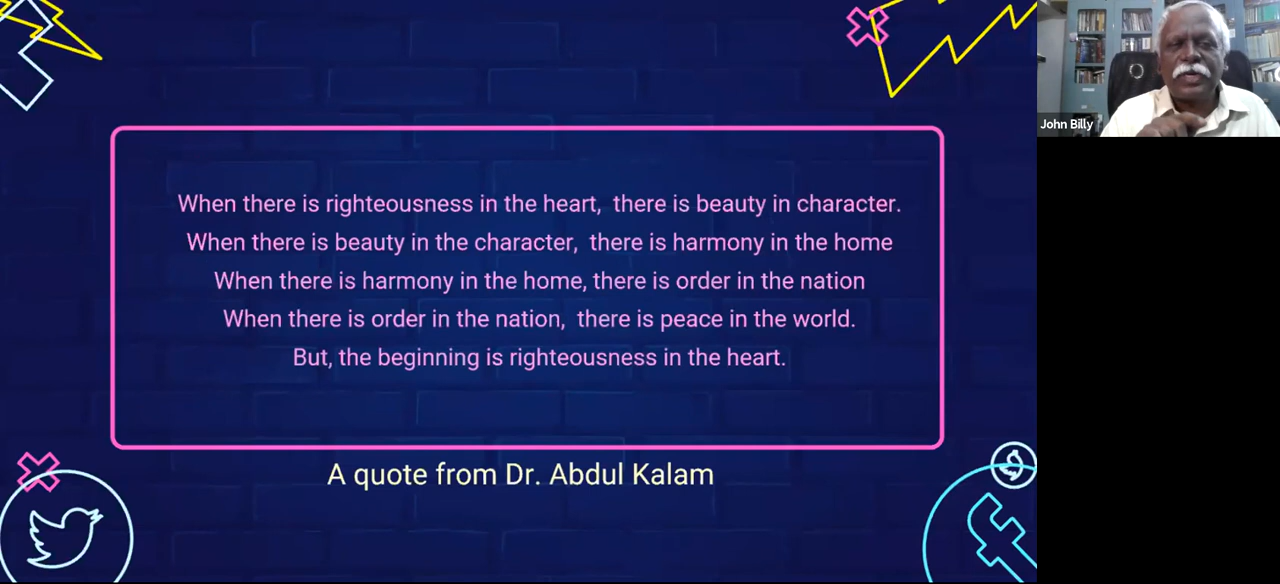 When there is righteousness in the heart,  there is beauty in character.
When there is beauty in the character,  there is harmony in the home
When there is harmony in the home, there is order in the nation
When there is order in the nation,  there is peace in the world.
But, the beginning is righteousness in the heart.
A quote from Dr. Abdul Kalam
John Billy